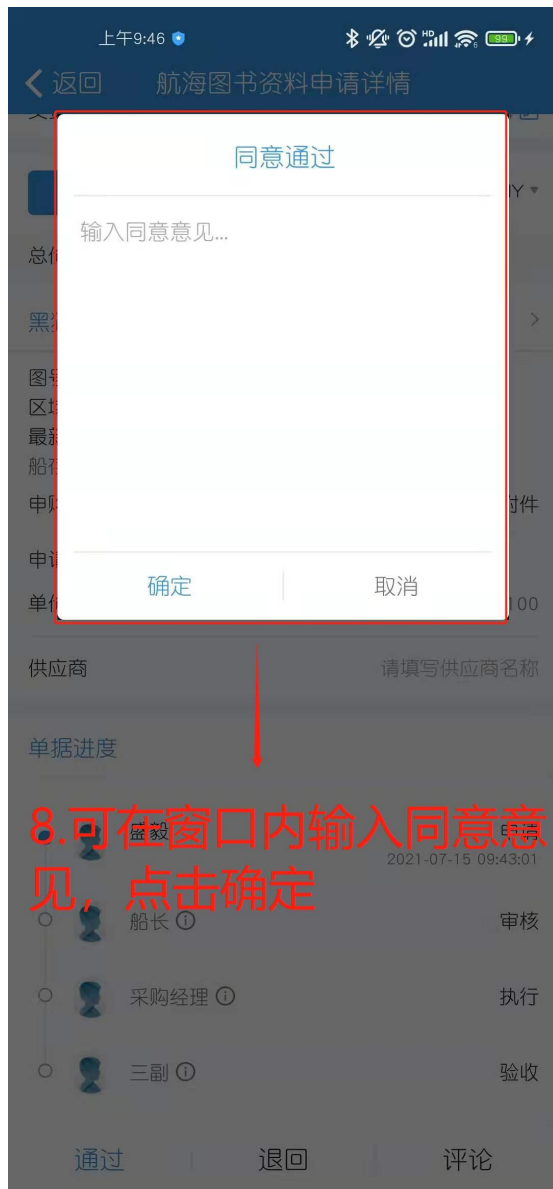 上午9:46
99
返回
航海图书资料申请详情
同意通过
输入同意意见...
总价
图号
区域
最新
船存
申购
附件
申请
单价
100
确定
取消
供应商
请填写供应商名称
单据进度
盛毅
申请
2021-07-15 09:43:01
8.可在窗口内输入同意意
见，点击确定
船长
审核
采购经理
执行
三副
验收
通过
退回
评论